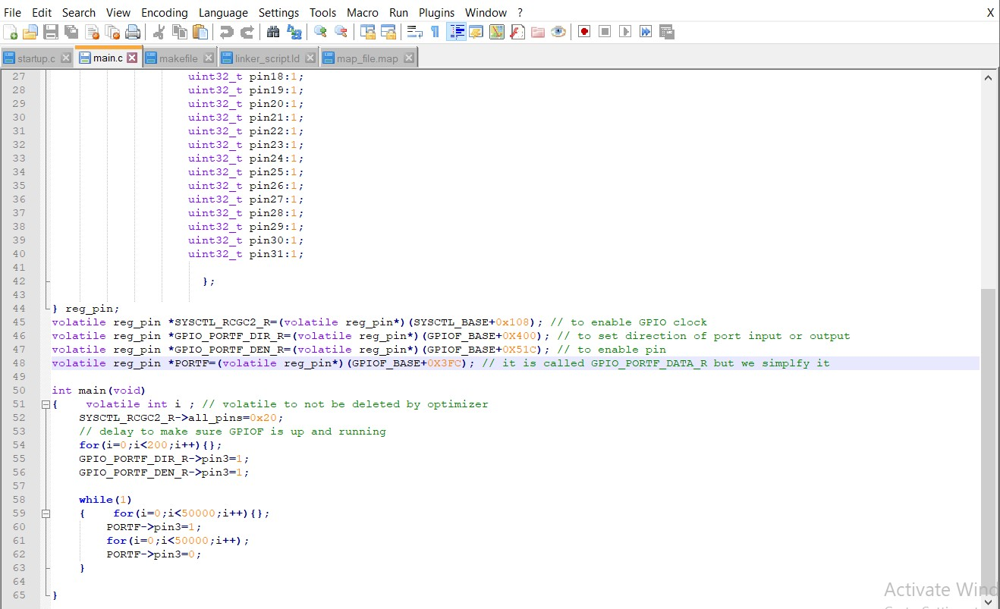 File Edit Search View Encoding Language Settings Tools Macro Run Plugins Window ? X
startup.c main.c makefile linker_script.ld map_file.map
27 uint32_t pin18:1;
28 uint32_t pin19:1;
29 uint32_t pin20:1;
30 uint32_t pin21:1;
31 uint32_t pin22:1;
32 uint32_t pin23:1;
33 uint32_t pin24:1;
34 uint32_t pin25:1;
35 uint32_t pin26:1;
36 uint32_t pin27:1;
37 uint32_t pin28:1;
38 uint32_t pin29:1;
39 uint32_t pin30:1;
40 uint32_t pin31:1;
41
42 };
43
44 } reg_pin;
45 volatile reg_pin *SYSCTL_RCGC2_R=(volatile reg_pin*)(SYSCTL_BASE+0x108); // to enable GPIO clock
46 volatile reg_pin *GPIO_PORTF_DIR_R=(volatile reg_pin*)(GPIOF_BASE+0X400); // to set direction of port input or output
47 volatile reg_pin *GPIO_PORTF_DEN_R=(volatile reg_pin*)(GPIOF_BASE+0X51C); // to enable pin
48 volatile reg_pin *PORTF=(volatile reg_pin*)(GPIOF_BASE+0X3FC); // it is called GPIO_PORTF_DATA_R but we simplfy it
49
50 int main(void)
51 { volatile int i ; // volatile to not be deleted by optimizer
52 SYSCTL_RCGC2_R->all_pins=0x20;
53 // delay to make sure GPIOF is up and running
54 for(i=0;i<200;i++){};
55 GPIO_PORTF_DIR_R->pin3=1;
56 GPIO_PORTF_DEN_R->pin3=1;
57
58 while(1)
59 { for(i=0;i<50000;i++){};
60 PORTF->pin3=1;
61 for(i=0;i<50000;i++);
62 PORTF->pin3=0;
63 }
64
65 }
Activate Wind